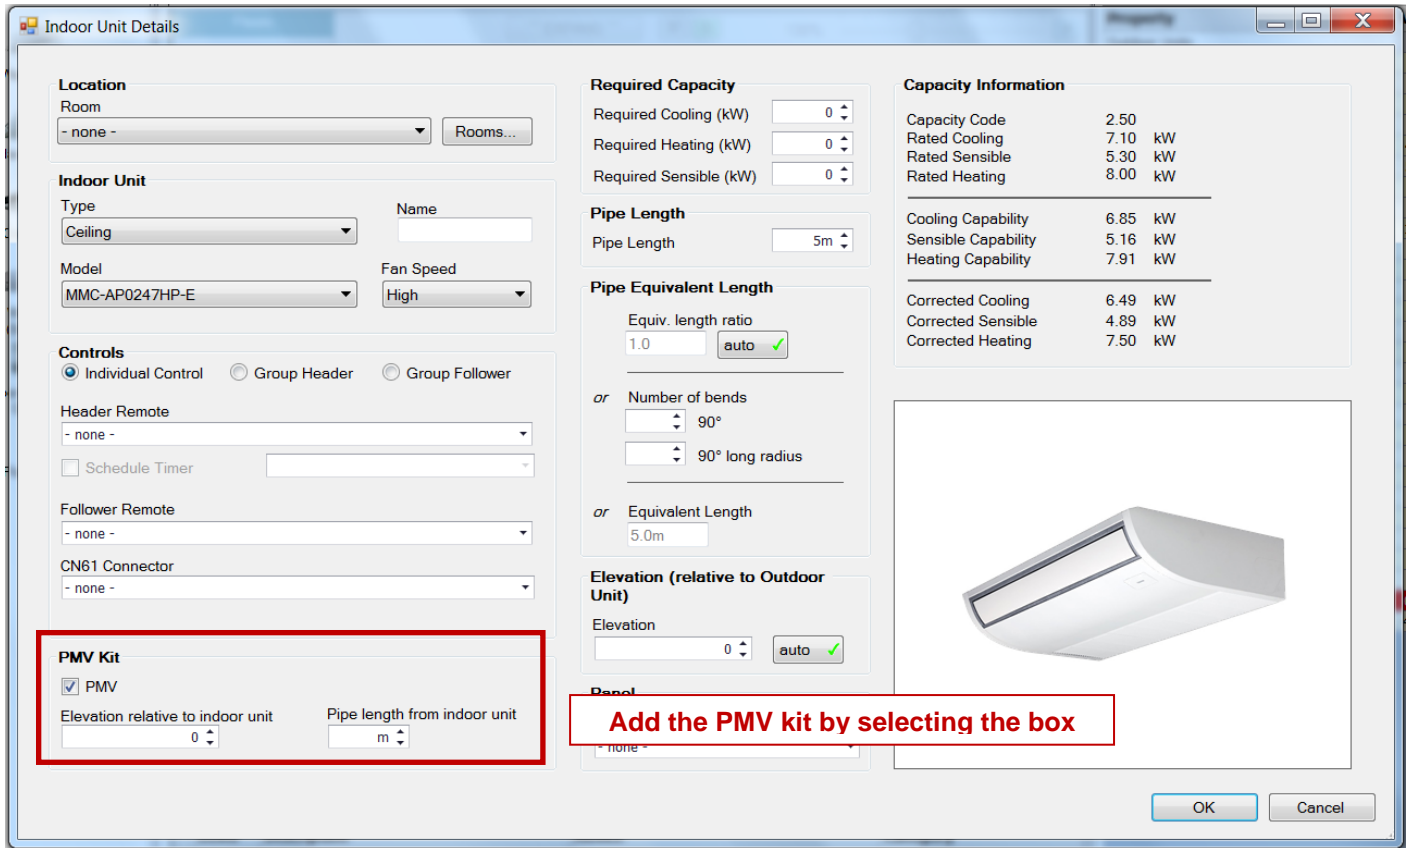 Indoor Unit Details
Property
Location
Room
- none -
Rooms...
Indoor Unit
Type
Name
Ceiling
Model
Fan Speed
MMC-AP0247HP-E
High
Controls
Individual Control
Group Header
Group Follower
Header Remote
- none -
Schedule Timer
Follower Remote
- none -
CN61 Connector
- none -
PMV Kit
PMV
Elevation relative to indoor unit
Pipe length from indoor unit
0
m
Required Capacity
Required Cooling (kW)
0
Required Heating (kW)
0
Required Sensible (kW)
0
Pipe Length
Pipe Length
5m
Pipe Equivalent Length
Equiv. length ratio
1.0
auto
or Number of bends
90°
90° long radius
or Equivalent Length
5.0m
Elevation (relative to Outdoor
Unit)
Elevation
0
auto
Panel
Add the PMV kit by selecting the box
- none -
Capacity Information
Capacity Code 2.50
Rated Cooling 7.10 kW
Rated Sensible 5.30 kW
Rated Heating 8.00 kW
Cooling Capability 6.85 kW
Sensible Capability 5.16 kW
Heating Capability 7.91 kW
Corrected Cooling 6.49 kW
Corrected Sensible 4.89 kW
Corrected Heating 7.50 kW
OK
Cancel